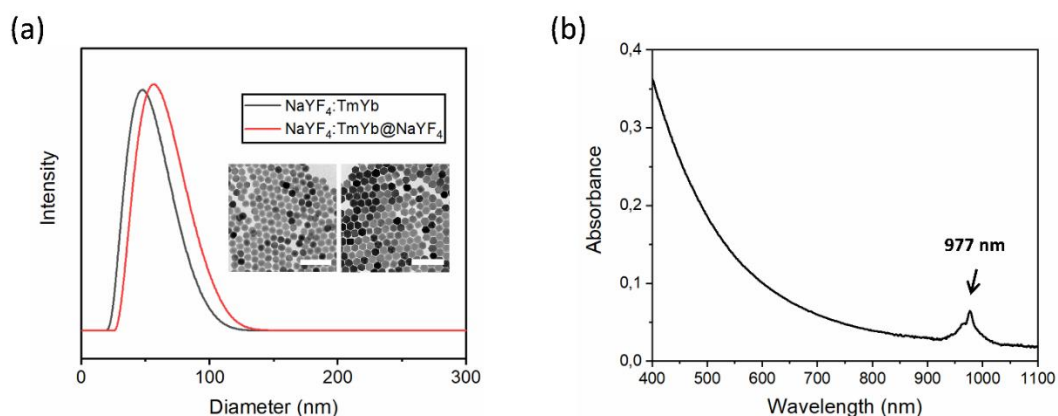 (a)
Intensity
NaYF₄:TmYb
NaYF₄:TmYb@NaYF₄
0
100
200
300
Diameter (nm)
(b)
Absorbance
0,4
0,3
0,2
0,1
0,0
977 nm
400
500
600
700
800
900
1000
1100
Wavelength (nm)